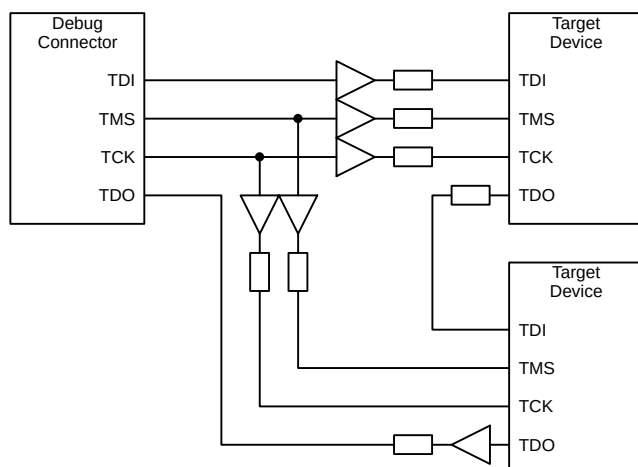 Debug
Connector
TDI
TMS
TCK
TDO
Target
Device
TDI
TMS
TCK
TDO
Target
Device
TDI
TMS
TCK
TDO